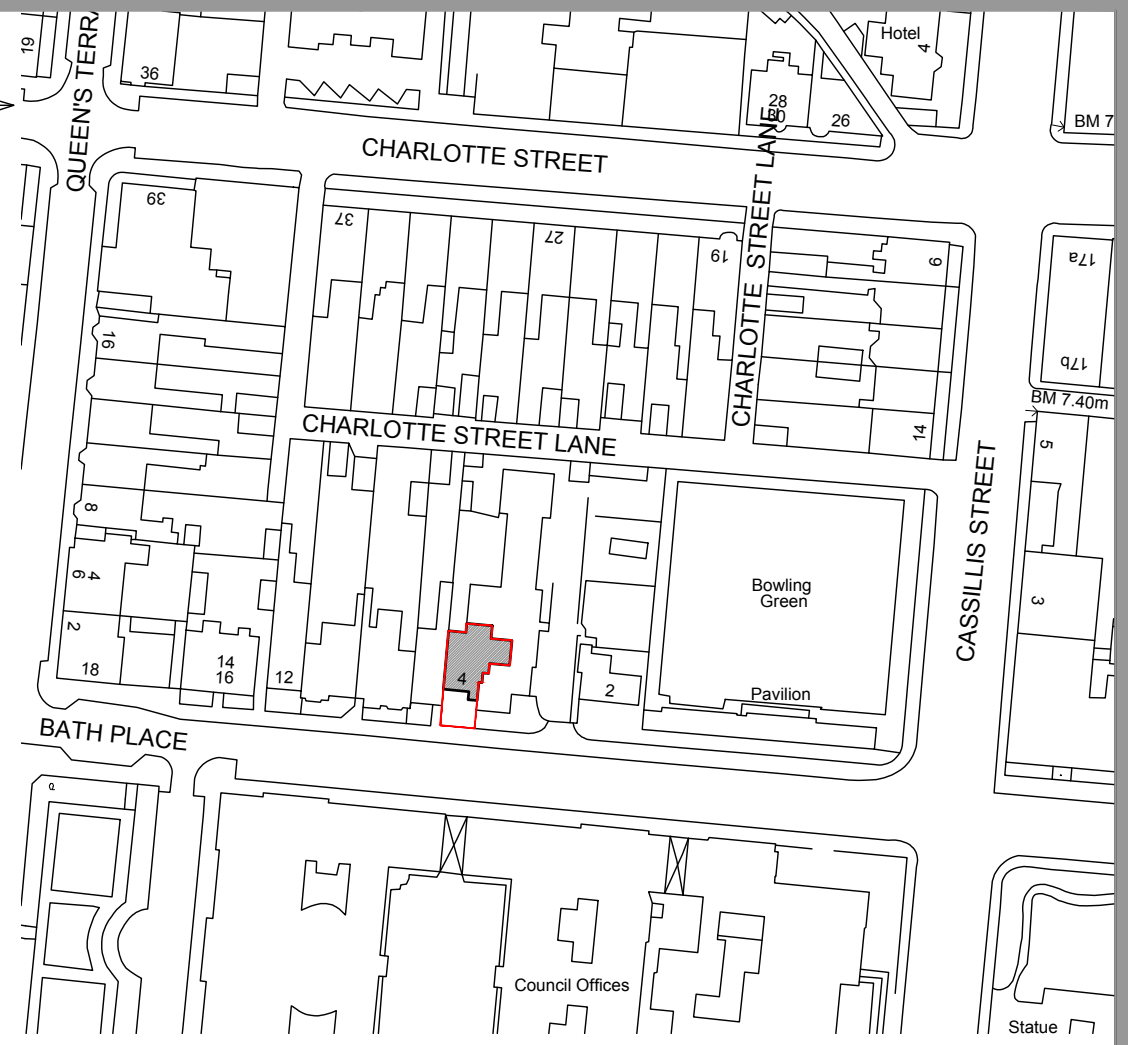 19
QUEEN'S TERRA
36
Hotel
4
28
30
26
BM 7
CHARLOTTE STREET
CHARLOTTE STREET LANE
39
37
27
19
9
17a
17b
BM 7.40m
16
CHARLOTTE STREET LANE
14
5
CASSILLIS STREET
8
4
6
2
18
14
16
12
4
2
Bowling
Green
Pavilion
3
BATH PLACE
Council Offices
Statue